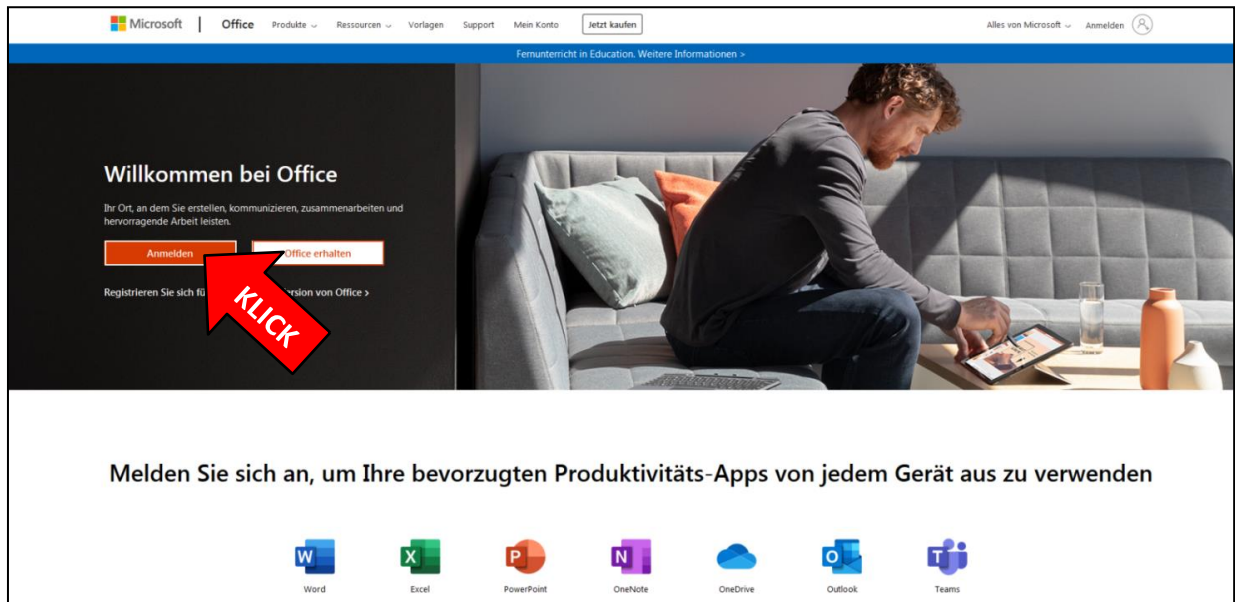 Microsoft Office Produkte Ressourcen Vorlagen Support Mein Konto Jetzt kaufen Alles von Microsoft Anmelden
Fernunterricht in Education. Weitere Informationen >
Willkommen bei Office
Ihr Ort, an dem Sie erstellen, kommunizieren, zusammenarbeiten und
hervorragende Arbeit leisten.
Anmelden Office erhalten
Registrieren Sie sich von Office >
KLICK
Melden Sie sich an, um Ihre bevorzugten Produktivitäts-Apps von jedem Gerät aus zu verwenden
Word Excel PowerPoint OneNote OneDrive Outlook Teams